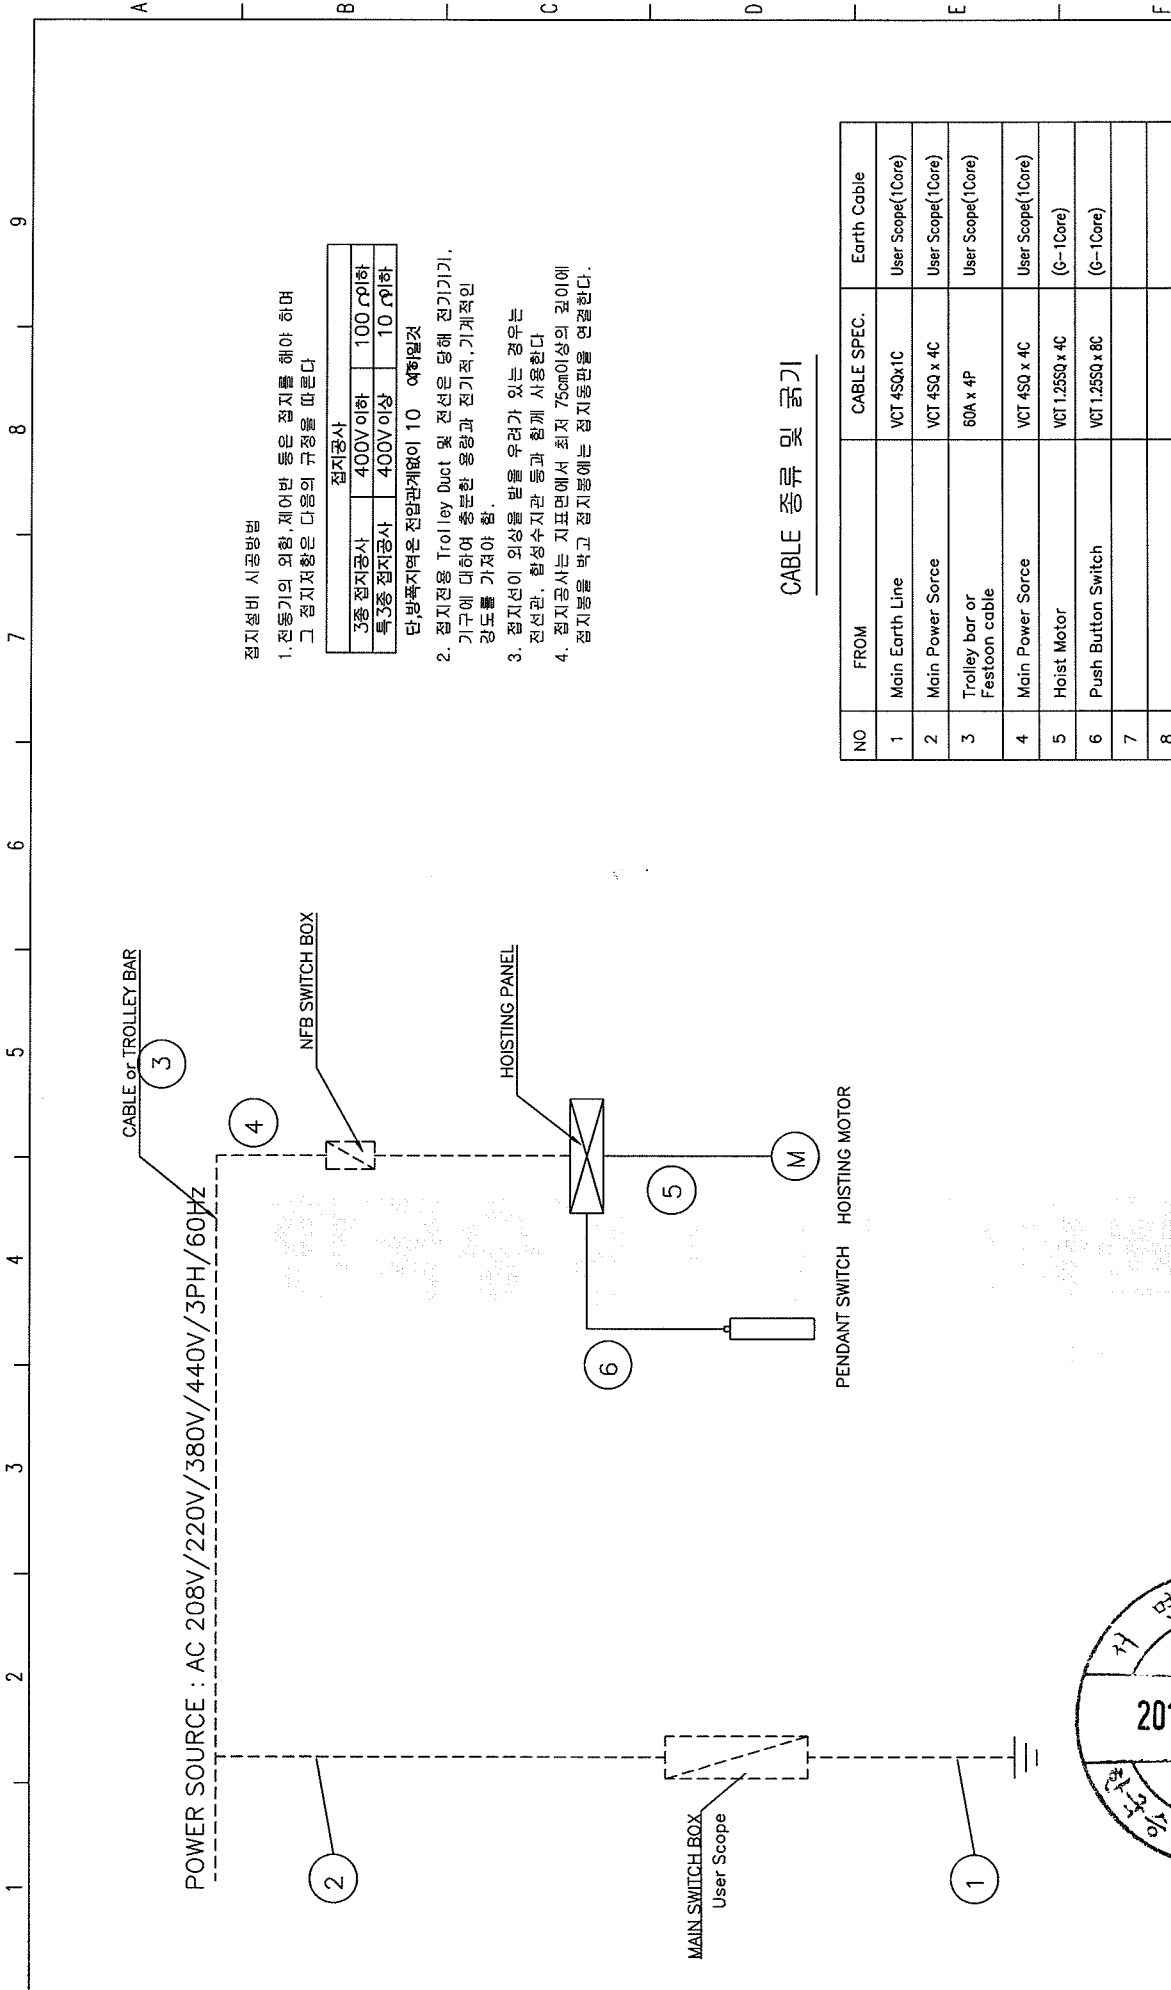 1 2 3 4 5 6 7 8 9
A
B
C
D
E
F
POWER SOURCE : AC 208V/220V/380V/440V/3PH/60Hz
CABLE or TROLLEY BAR
3
4
NFB SWITCH BOX
HOISTING PANEL
5
M
6
PENDANT SWITCH HOISTING MOTOR
2
MAIN SWITCH BOX
User Scope
1
접지설비 시공방법
1.전동기의 외함,제어반 등은 접지를 해야 하며
그 접지저항은 다음의 규정을 따른다
접지공사
3종 접지공사 400V 이하 100 Ω이하
특3종 접지공사 400V 이상 10 Ω이하
단,방폭지역은 전압관계없이 10
2. 접지전용 Trolley Duct 및 전선은 당해 전기기기,
기구에 대하여 충분한 용량과 전기적,기계적인
강도를 가져야 함.
3. 접지선이 외상을 받을 우려가 있는 경우는
전선관, 합성수지관 등과 함께 사용한다
4. 접지공사는 지표면에서 최저 75cm이상의 깊이에
접지봉을 박고 접지봉에는 접지동판을 연결한다.
CABLE 종류 및 굵기
NO FROM CABLE SPEC. Earth Cable
1 Main Earth Line VCT 4SQx1C User Scope(1Core)
2 Main Power Sorce VCT 4SQ x 4C User Scope(1Core)
3 Trolley bar or Festoon cable 60A x 4P User Scope(1Core)
4 Main Power Sorce VCT 4SQ x 4C User Scope(1Core)
5 Hoist Motor VCT 1.25SQ x 4C (G-1Core)
6 Push Button Switch VCT 1.25SQ x 8C (G-1Core)
7
8
201